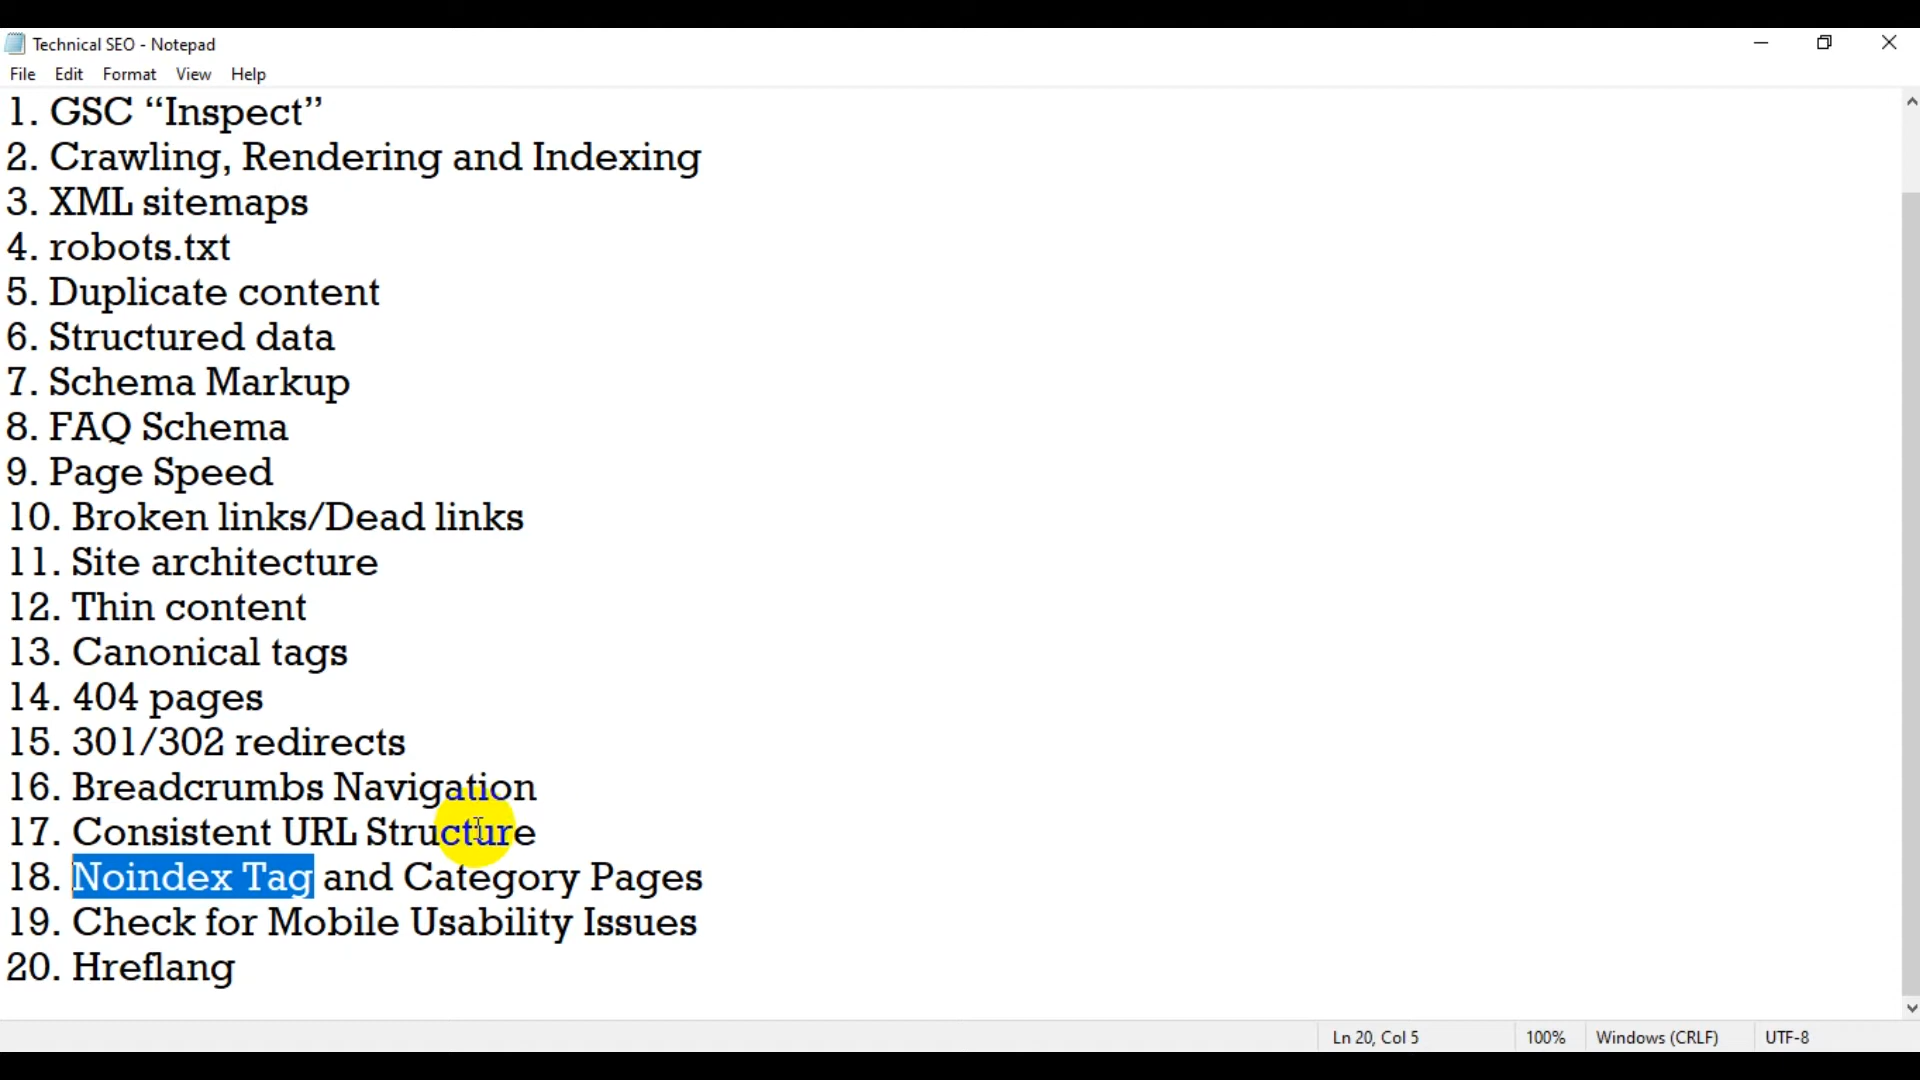 Technical SEO - Notepad
File Edit Format View Help
1. GSC “Inspect”
2. Crawling, Rendering and Indexing
3. XML sitemaps
4. robots.txt
5. Duplicate content
6. Structured data
7. Schema Markup
8. FAQ Schema
9. Page Speed
10. Broken links/Dead links
11. Site architecture
12. Thin content
13. Canonical tags
14. 404 pages
15. 301/302 redirects
16. Breadcrumbs Navigation
17. Consistent URL Structure
18. Noindex Tag and Category Pages
19. Check for Mobile Usability Issues
20. Hreflang
Ln 20, Col 5 100% Windows (CRLF) UTF-8